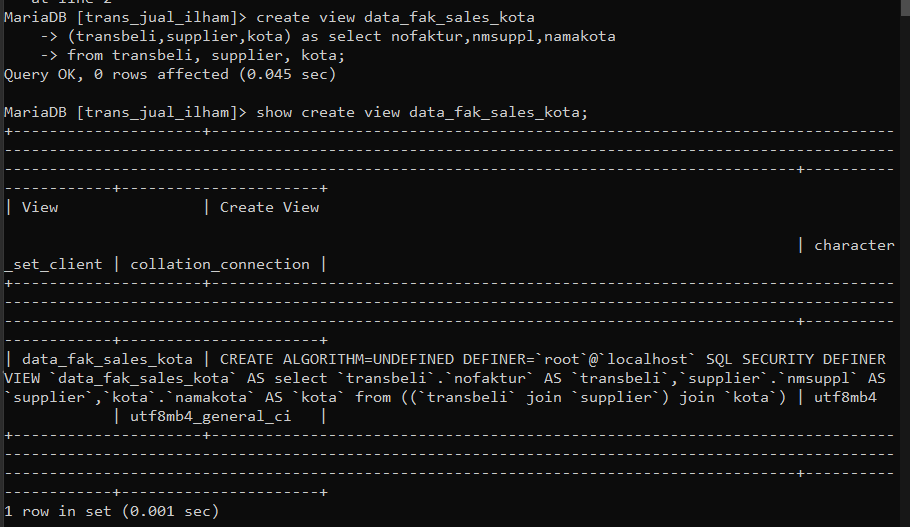 at line 2
MariaDB [trans_jual_ilham]> create view data_fak_sales_kota
    -> (transbeli,supplier,kota) as select nofaktur,nmsuppl,namakota
    -> from transbeli, supplier, kota;
Query OK, 0 rows affected (0.045 sec)
MariaDB [trans_jual_ilham]> show create view data_fak_sales_kota;
+----------------------+----------------------------------------------------------------------------
---------------------------------------------------------------------------------------------------
----------------------------------------------------------------------------------------+----------
------------+----------------------+
| View                | Create View
| character
_set_client | collation_connection |
+----------------------+----------------------------------------------------------------------------
---------------------------------------------------------------------------------------------------
----------------------------------------------------------------------------------------+----------
------------+----------------------+
| data_fak_sales_kota | CREATE ALGORITHM=UNDEFINED DEFINER=`root`@`localhost` SQL SECURITY DEFINER
VIEW `data_fak_sales_kota` AS select `transbeli`.`nofaktur` AS `transbeli`,`supplier`.`nmsuppl` AS
`supplier`,`kota`.`namakota` AS `kota` from ((`transbeli` join `supplier`) join `kota`) | utf8mb4
            | utf8mb4_general_ci   |
+----------------------+----------------------------------------------------------------------------
---------------------------------------------------------------------------------------------------
----------------------------------------------------------------------------------------+----------
------------+----------------------+
1 row in set (0.001 sec)